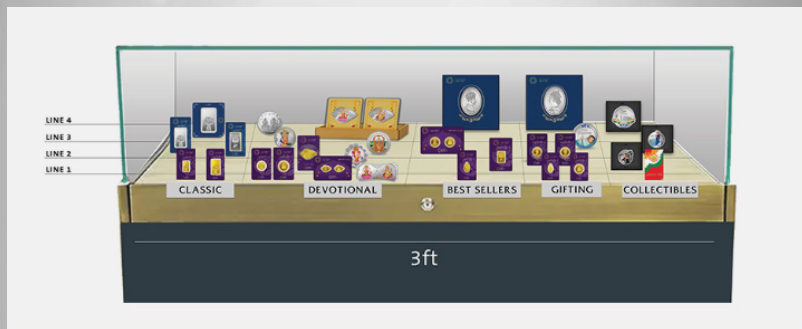 LINE 4
LINE 3
LINE 2
LINE 1
CLASSIC
DEVOTIONAL
BEST SELLERS
GIFTING
COLLECTIBLES
3ft